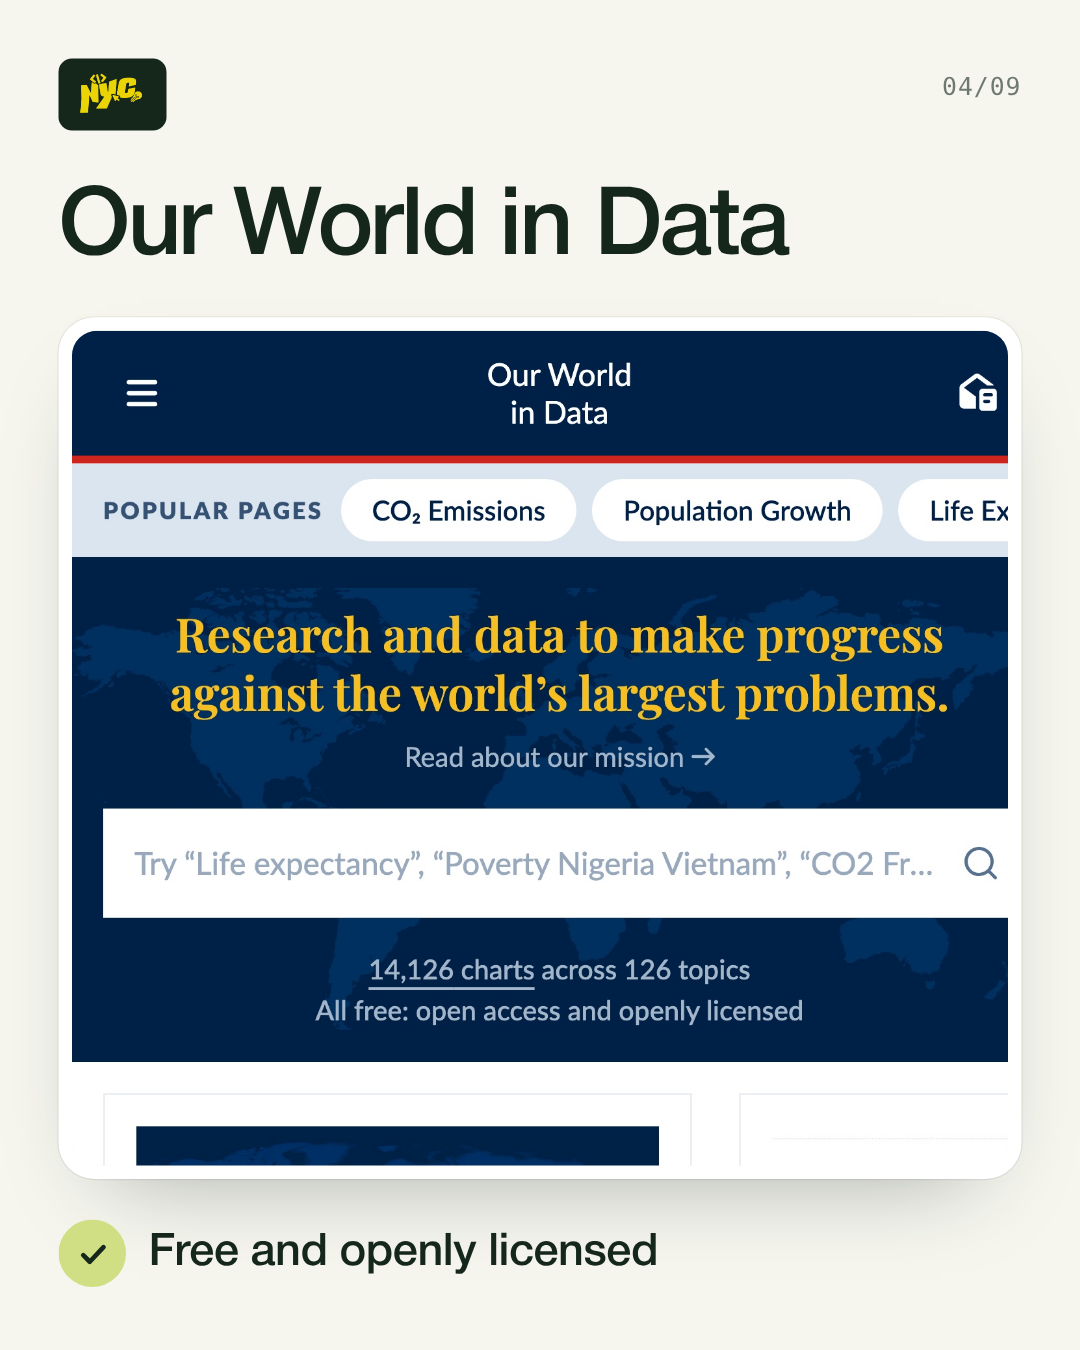 NYC
04/09
Our World in Data
Our World
in Data
POPULAR PAGES
CO₂ Emissions
Population Growth
Life Ex
Research and data to make progress
against the world’s largest problems.
Read about our mission →
Try “Life expectancy”, “Poverty Nigeria Vietnam”, “CO2 Fr...
14,126 charts across 126 topics
All free: open access and openly licensed
Free and openly licensed